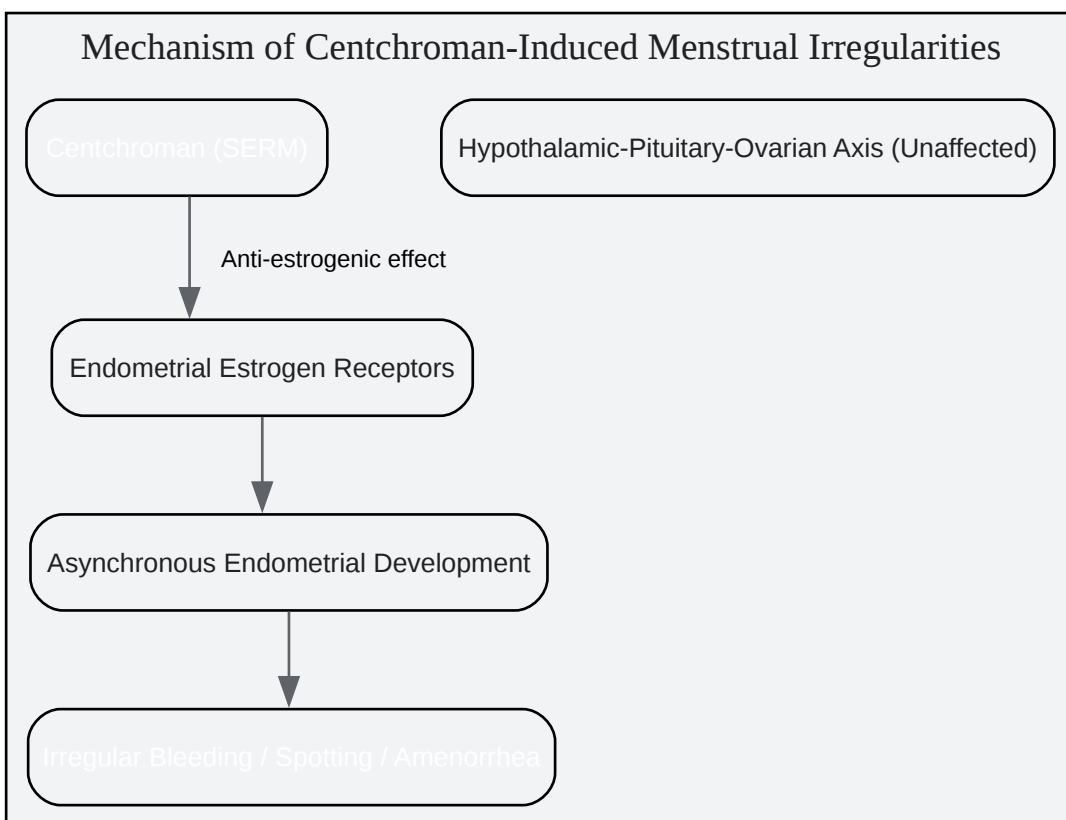 Mechanism of Centchroman-Induced Menstrual Irregularities
Centchroman (SERM)
Hypothalamic-Pituitary-Ovarian Axis (Unaffected)
Anti-estrogenic effect
Endometrial Estrogen Receptors
Asynchronous Endometrial Development
Irregular Bleeding / Spotting / Amenorrhea